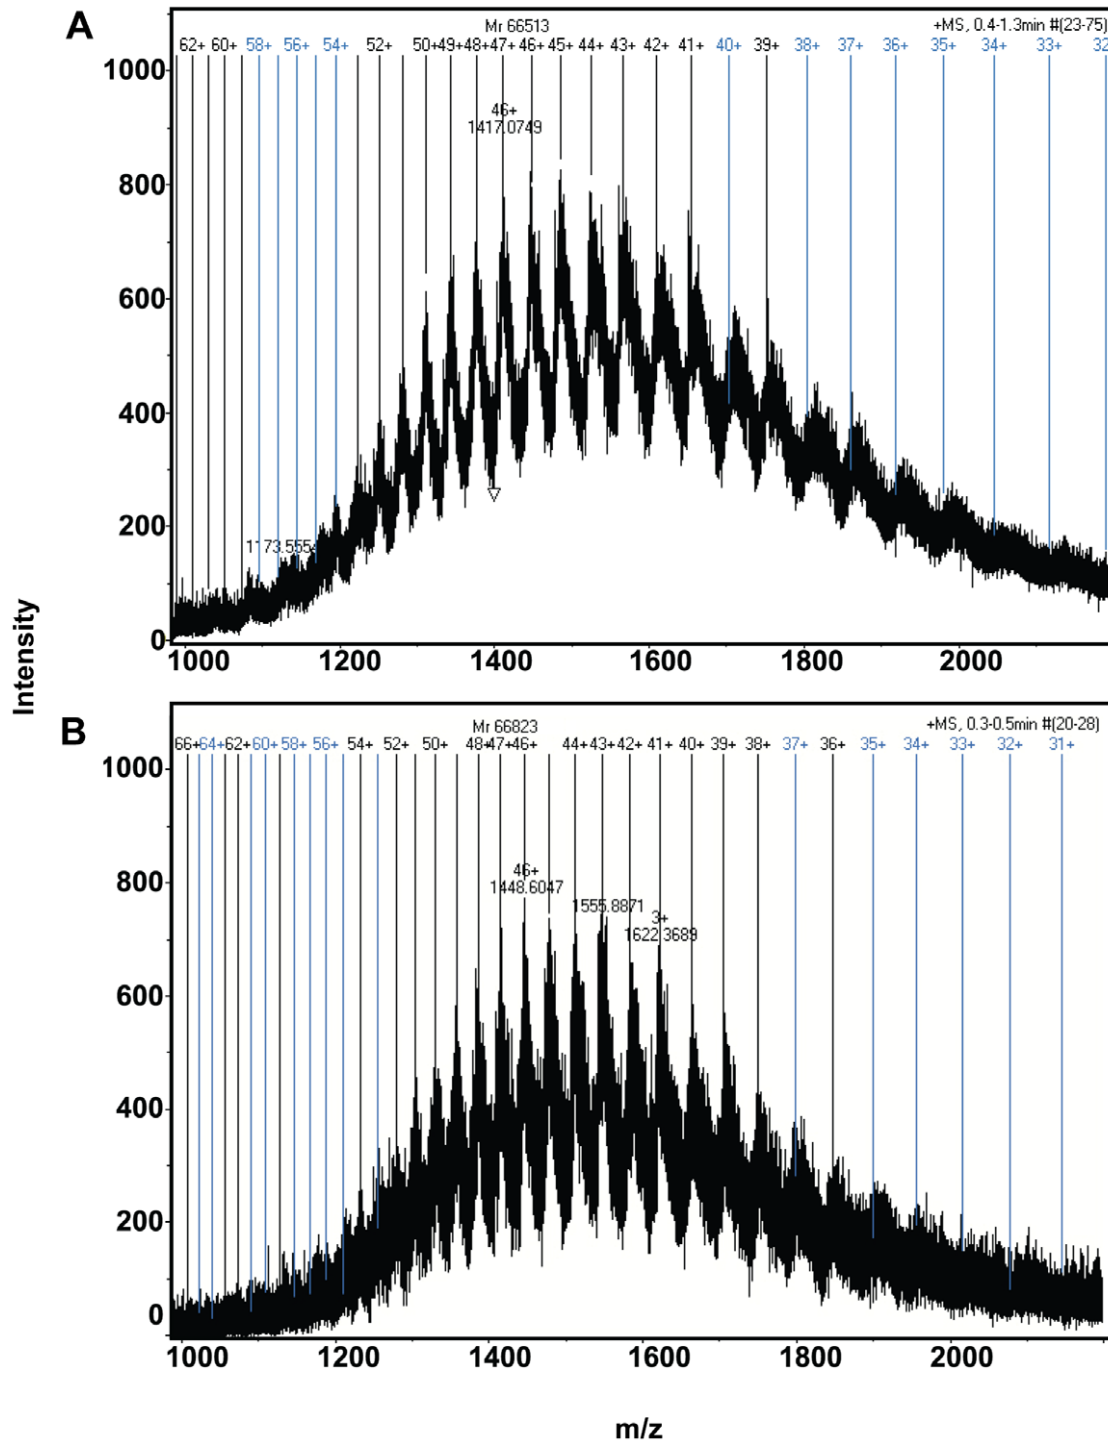 A
Mr 66513
+MS, 0.4-1.3min #(23-75)
62+ 60+ 58+ 56+ 54+ 52+ 50+ 49+ 48+ 47+ 46+ 45+ 44+ 43+ 42+ 41+ 40+ 39+ 38+ 37+ 36+ 35+ 34+ 33+ 32
1000
46+
1417.0749
800
600
400
200
1173.555
0
1000 1200 1400 1600 1800 2000
Intensity
B
Mr 66823
+MS, 0.3-0.5min #(20-28)
66+ 64+ 62+ 60+ 58+ 56+ 54+ 52+ 50+ 48+ 47+ 46+ 44+ 43+ 42+ 41+ 40+ 39+ 38+ 37+ 36+ 35+ 34+ 33+ 32+ 31+
1000
800
46+
1448.6047
1555.8871
3+
1622.3689
600
400
200
0
1000 1200 1400 1600 1800 2000
m/z